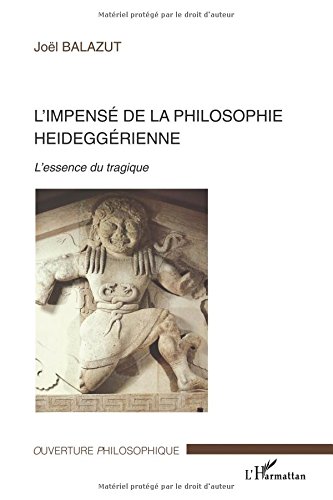 Matériel protégé par le droit d'auteur
Joël BALAZUT
L'IMPENSÉ DE LA PHILOSOPHIE
HEIDEGGÉRIENNE
L'essence du tragique
OUVERTURE PHILOSOPHIQUE
L'Harmattan
Matériel protégé par le droit d'auteur